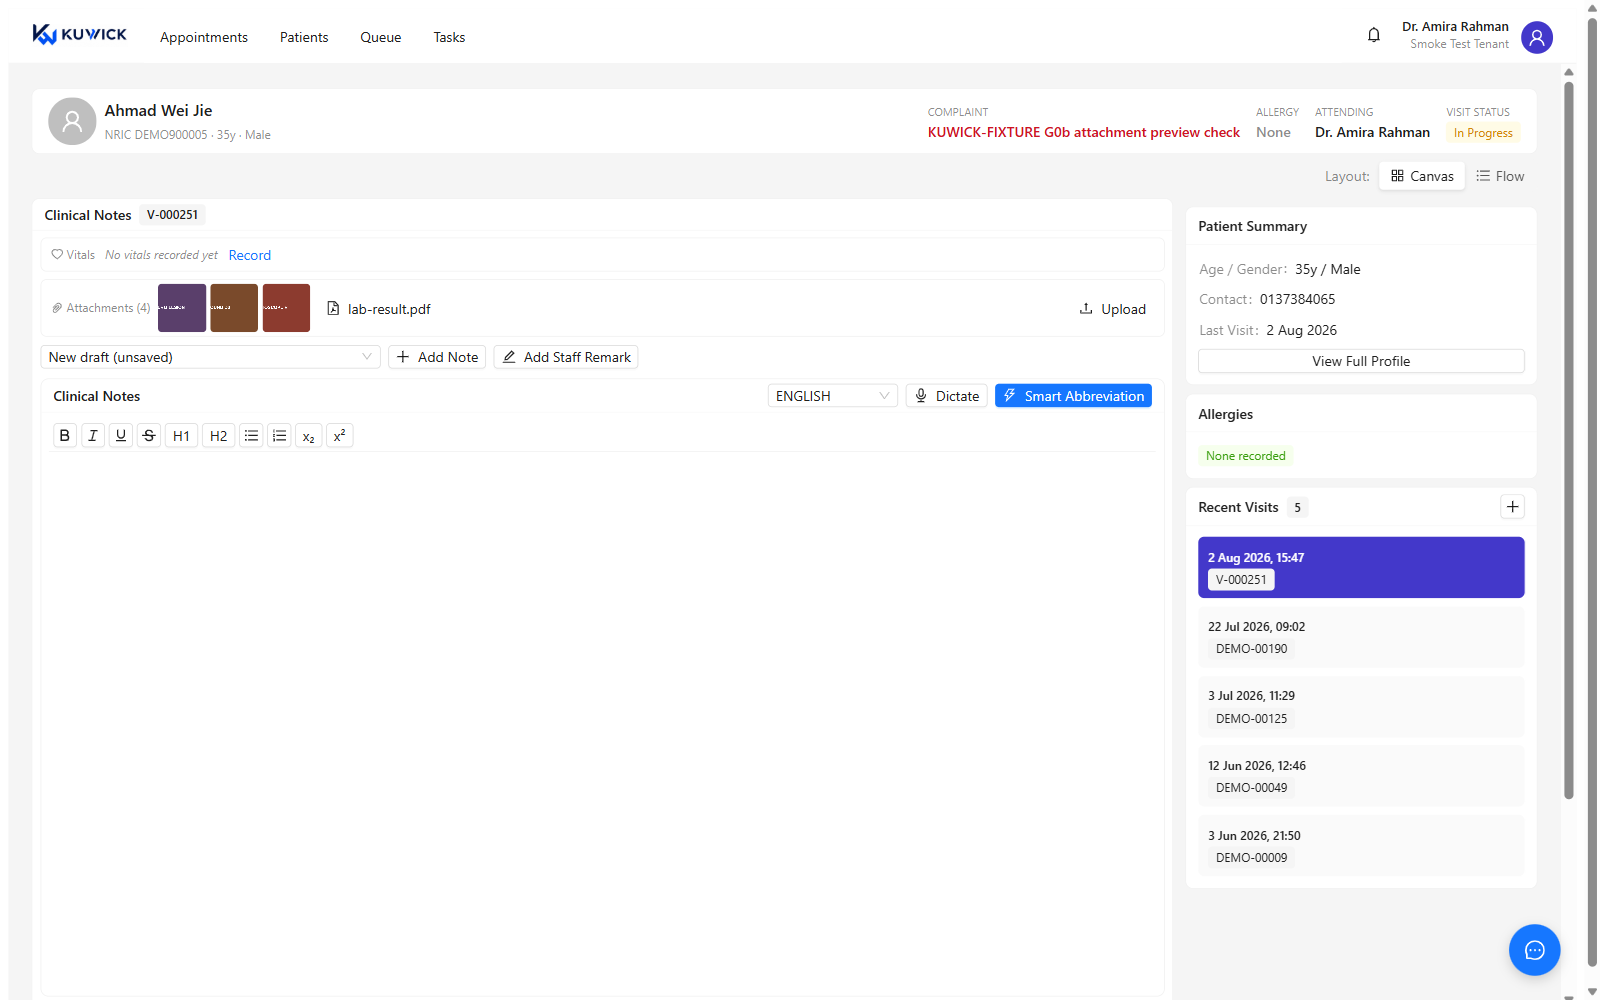 KUWICK
Appointments
Patients
Queue
Tasks
Dr. Amira Rahman
Smoke Test Tenant
Ahmad Wei Jie
NRIC DEMO900005 · 35y · Male
COMPLAINT
KUWICK-FIXTURE G0b attachment preview check
ALLERGY
None
ATTENDING
Dr. Amira Rahman
VISIT STATUS
In Progress
Layout:
Canvas
Flow
Clinical Notes
V-000251
Vitals
No vitals recorded yet
Record
Attachments (4)
lab-result.pdf
Upload
New draft (unsaved)
Add Note
Add Staff Remark
Clinical Notes
ENGLISH
Dictate
Smart Abbreviation
B I U S H1 H2 x₂ x²
Patient Summary
Age / Gender: 35y / Male
Contact: 0137384065
Last Visit: 2 Aug 2026
View Full Profile
Allergies
None recorded
Recent Visits
5
2 Aug 2026, 15:47
V-000251
22 Jul 2026, 09:02
DEMO-00190
3 Jul 2026, 11:29
DEMO-00125
12 Jun 2026, 12:46
DEMO-00049
3 Jun 2026, 21:50
DEMO-00009